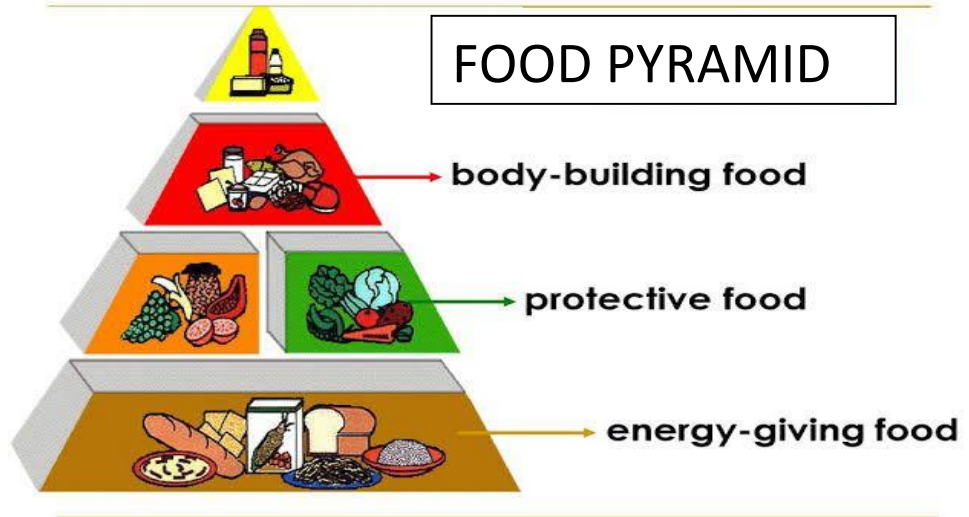 FOOD PYRAMID
body-building food
protective food
energy-giving food